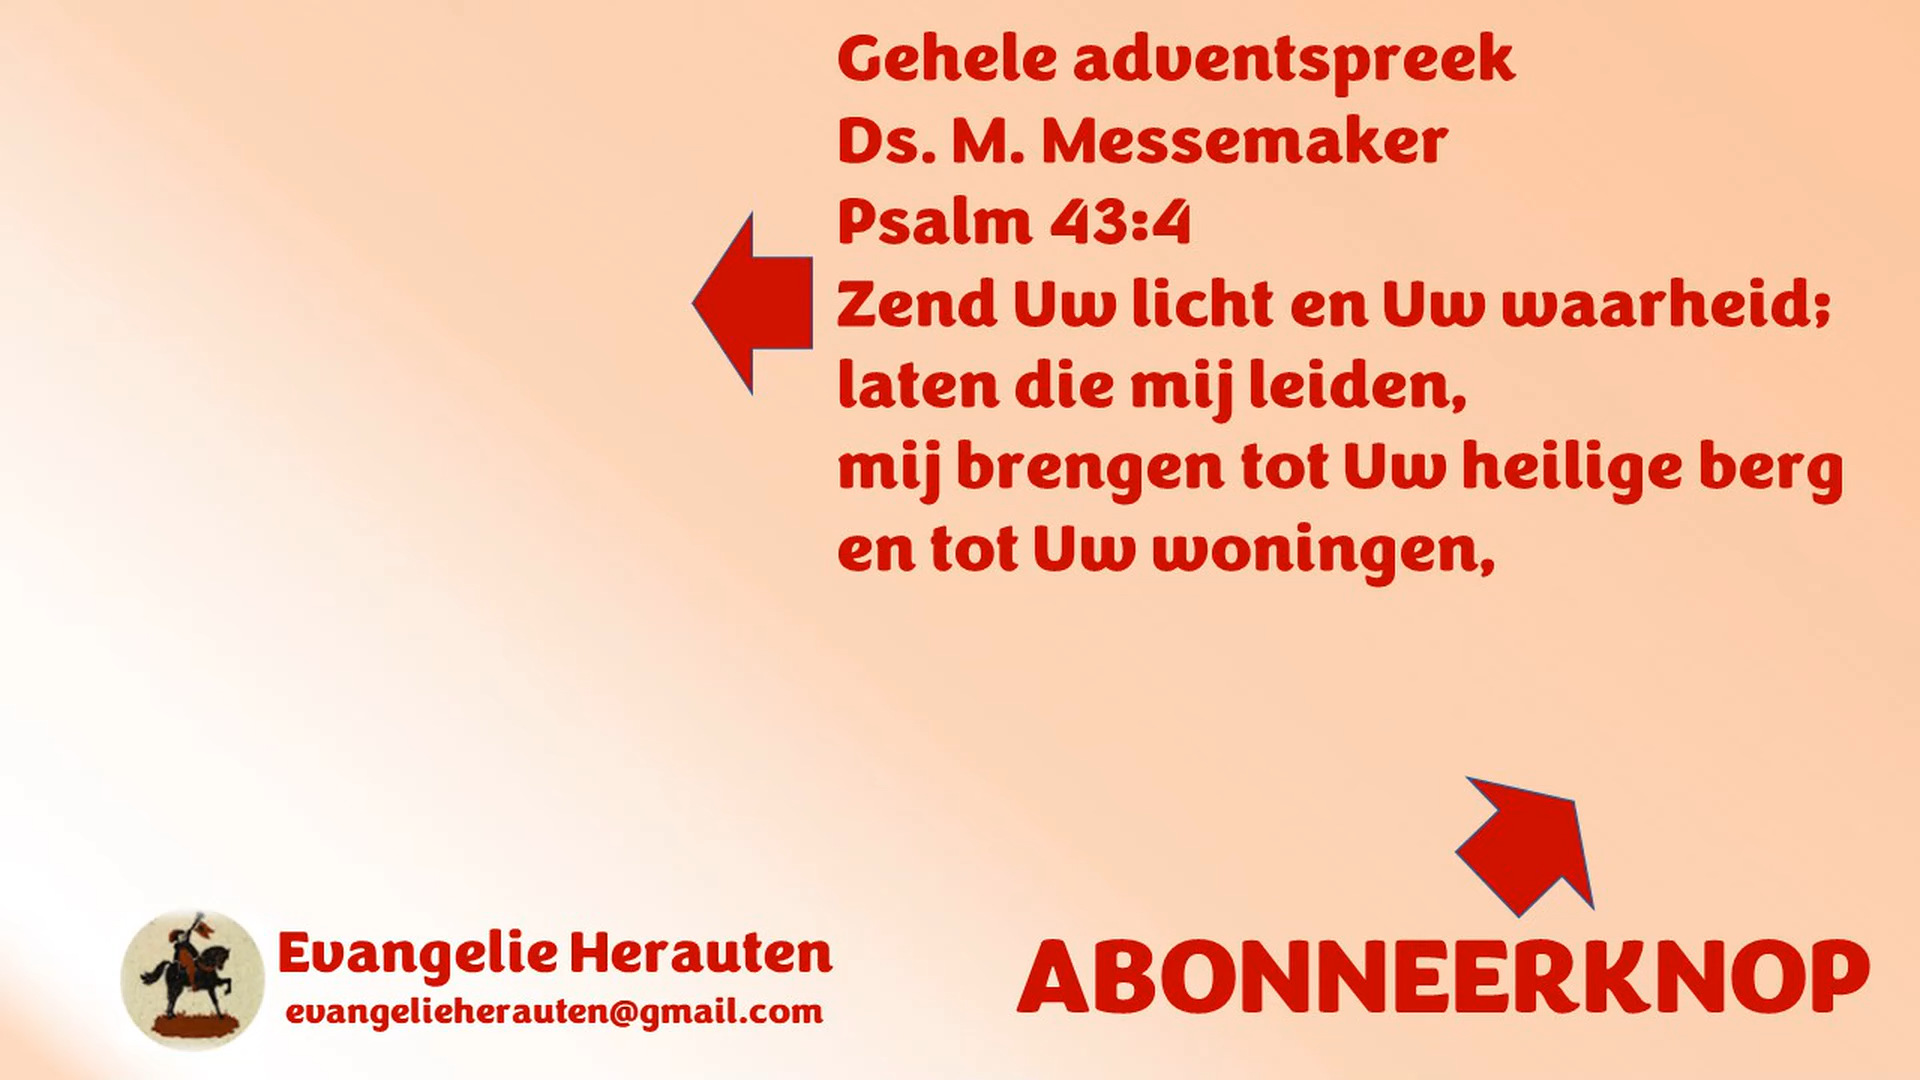 Gehele adventspreek
Ds. M. Messemaker
Psalm 43:4
Zend Uw licht en Uw waarheid;
laten die mij leiden,
mij brengen tot Uw heilige berg
en tot Uw woningen,
Evangelie Herauten
evangelieherauten@gmail.com
ABONNEERKNOP